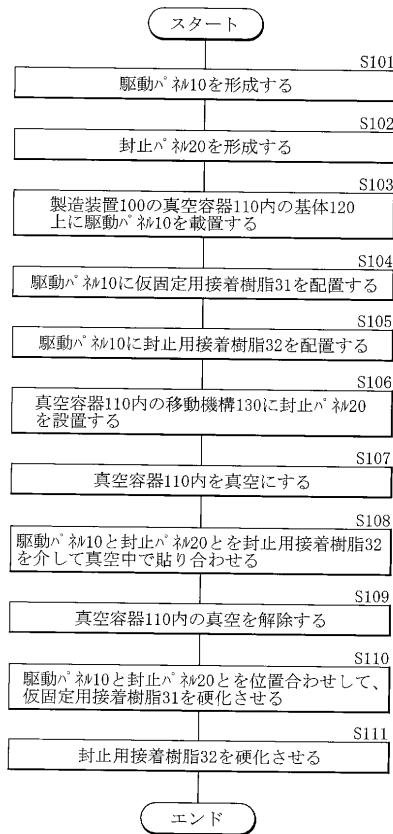 スタート
S101
駆動パネル10を形成する
S102
封止パネル20を形成する
S103
製造装置100の真空容器110内の基体120
上に駆動パネル10を載置する
S104
駆動パネル10に仮固定用接着樹脂31を配置する
S105
駆動パネル10に封止用接着樹脂32を配置する
S106
真空容器110内の移動機構130に封止パネル20
を設置する
S107
真空容器110内を真空にする
S108
駆動パネル10と封止パネル20とを封止用接着樹脂32
を介して真空中で貼り合わせる
S109
真空容器110内の真空を解除する
S110
駆動パネル10と封止パネル20とを位置合わせして、
仮固定用接着樹脂31を硬化させる
S111
封止用接着樹脂32を硬化させる
エンド